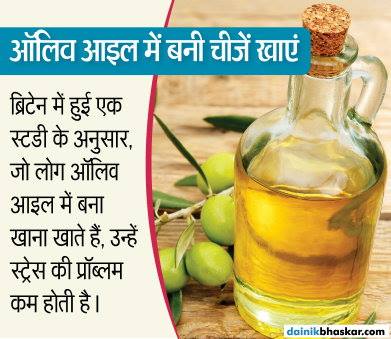 ऑलिव आइल में बनी चीजें खाएं
ब्रिटेन में हुई एक
स्टडी के अनुसार,
जो लोग ऑलिव
आइल में बना
खाना खाते हैं, उन्हें
स्ट्रेस की प्रॉब्लम
कम होती है।
dainikbhaskar.com